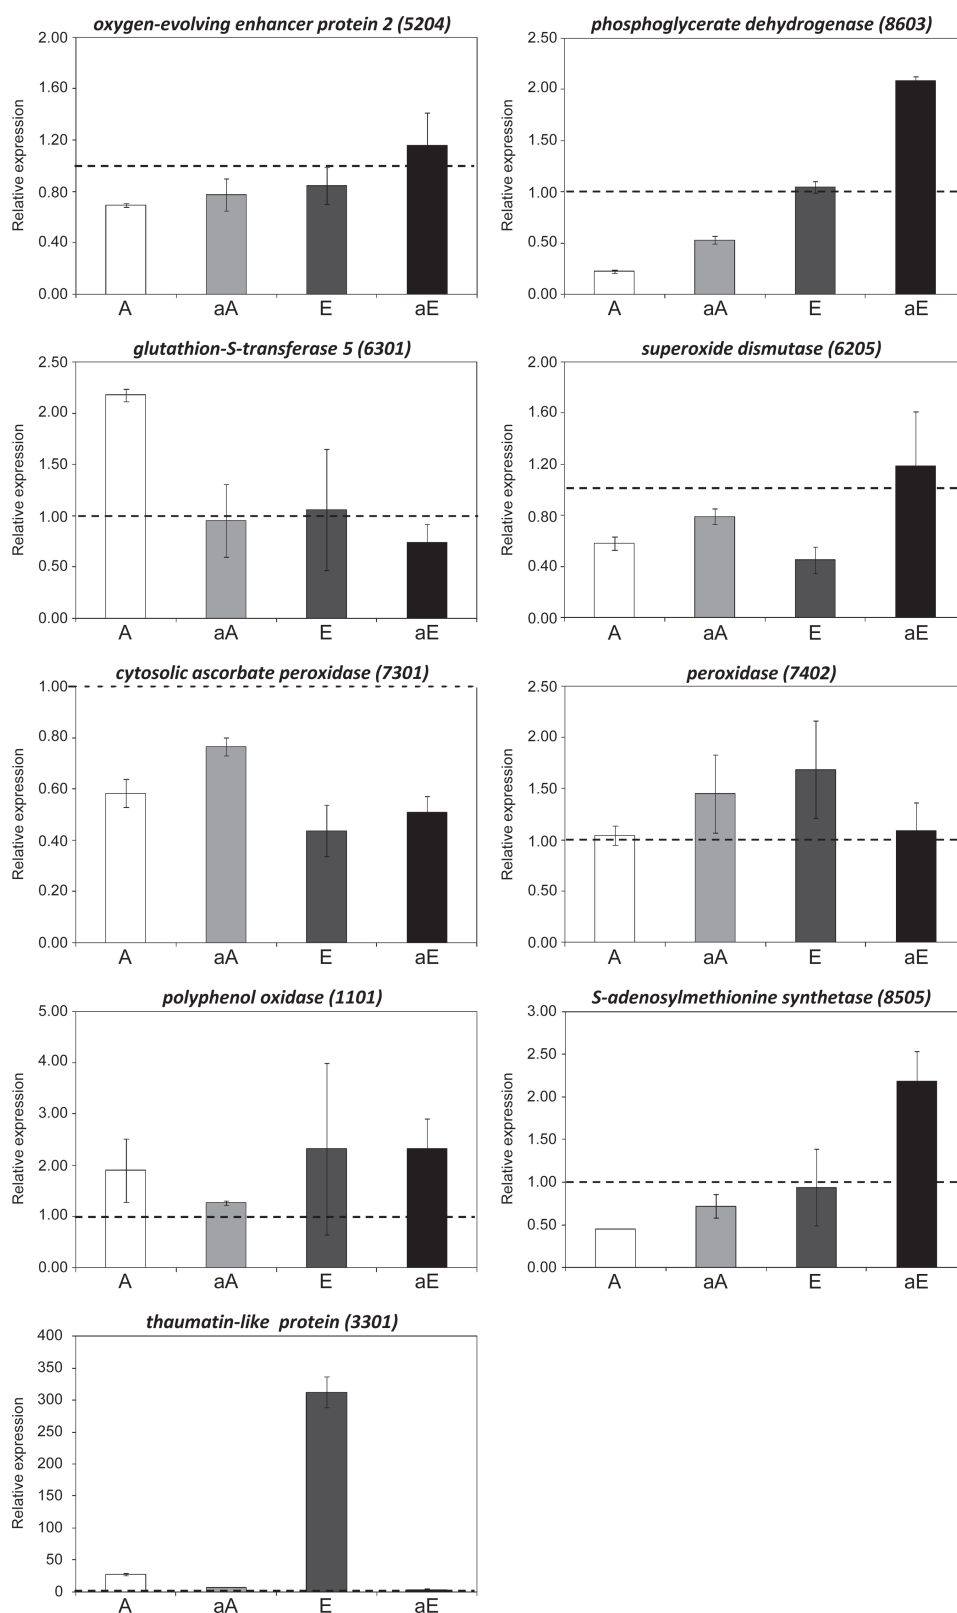 oxygen-evolving enhancer protein 2 (5204)
Relative expression
2.00
1.60
1.20
0.80
0.40
0.00
A aA E aE
phosphoglycerate dehydrogenase (8603)
Relative expression
2.50
2.00
1.50
1.00
0.50
0.00
A aA E aE
glutathion-S-transferase 5 (6301)
Relative expression
2.50
2.00
1.50
1.00
0.50
0.00
A aA E aE
superoxide dismutase (6205)
Relative expression
2.00
1.60
1.20
0.80
0.40
0.00
A aA E aE
cytosolic ascorbate peroxidase (7301)
Relative expression
1.00
0.80
0.60
0.40
0.20
0.00
A aA E aE
peroxidase (7402)
Relative expression
2.50
2.00
1.50
1.00
0.50
0.00
A aA E aE
polyphenol oxidase (1101)
Relative expression
5.00
4.00
3.00
2.00
1.00
0.00
A aA E aE
S-adenosylmethionine synthetase (8505)
Relative expression
3.00
2.50
2.00
1.50
1.00
0.50
0.00
A aA E aE
thaumatin-like protein (3301)
Relative expression
400
350
300
250
200
150
100
50
0
A aA E aE